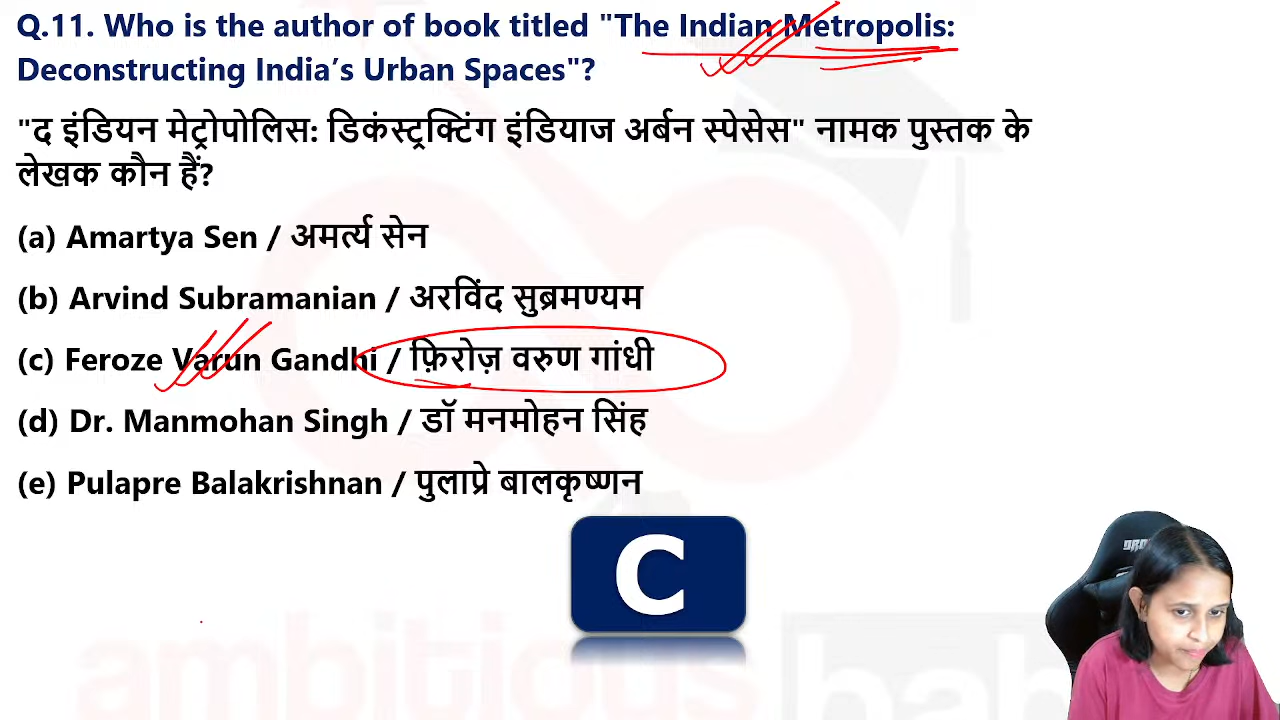 Q.11. Who is the author of book titled "The Indian Metropolis:
Deconstructing India’s Urban Spaces"?
"द इंडियन मेट्रोपोलिस: डिकंस्ट्रक्टिंग इंडियाज अर्बन स्पेसेस" नामक पुस्तक के
लेखक कौन हैं?
(a) Amartya Sen / अमर्त्य सेन
(b) Arvind Subramanian / अरविंद सुब्रमण्यम
(c) Feroze Varun Gandhi / फ़िरोज़ वरुण गांधी
(d) Dr. Manmohan Singh / डॉ मनमोहन सिंह
(e) Pulapre Balakrishnan / पुलाप्रे बालकृष्णन
C
ambitious